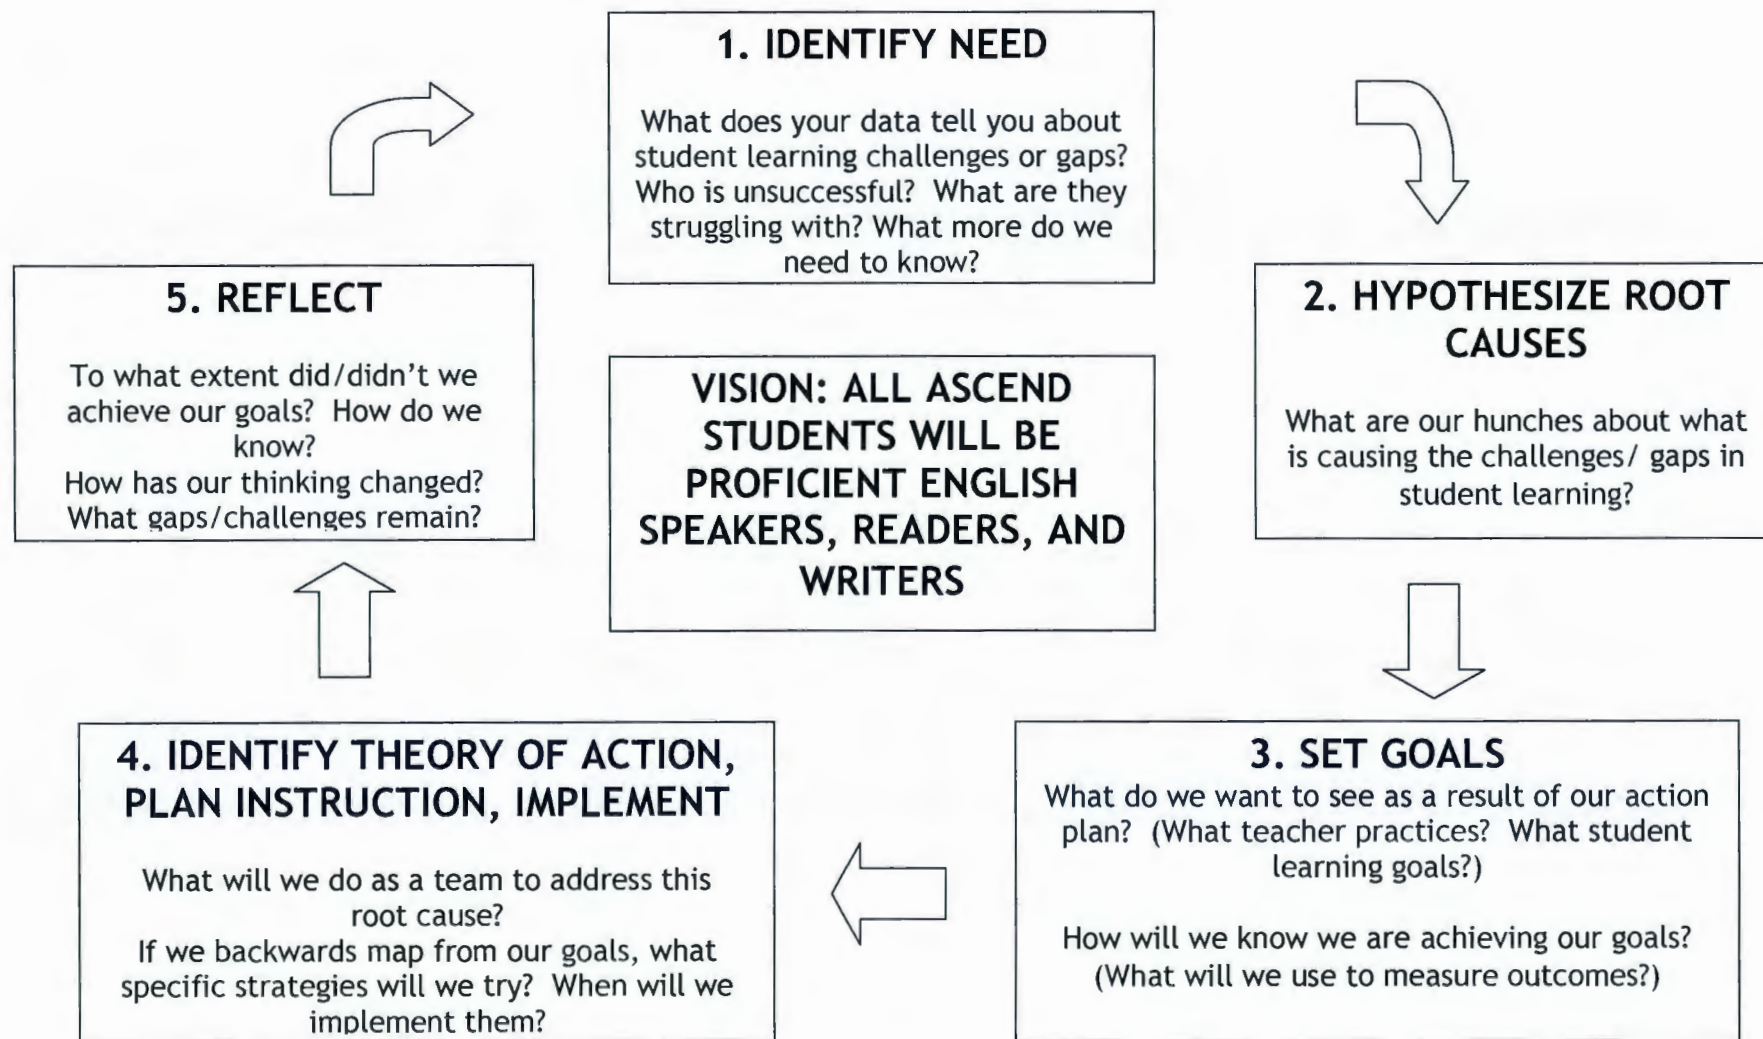 1. IDENTIFY NEED
What does your data tell you about
student learning challenges or gaps?
Who is unsuccessful? What are they
struggling with? What more do we
need to know?
2. HYPOTHESIZE ROOT
CAUSES
What are our hunches about what
is causing the challenges/ gaps in
student learning?
3. SET GOALS
What do we want to see as a result of our action
plan? (What teacher practices? What student
learning goals?)
How will we know we are achieving our goals?
(What will we use to measure outcomes?)
4. IDENTIFY THEORY OF ACTION,
PLAN INSTRUCTION, IMPLEMENT
What will we do as a team to address this
root cause?
If we backwards map from our goals, what
specific strategies will we try? When will we
implement them?
5. REFLECT
To what extent did/didn't we
achieve our goals? How do we
know?
How has our thinking changed?
What gaps/challenges remain?
VISION: ALL ASCEND
STUDENTS WILL BE
PROFICIENT ENGLISH
SPEAKERS, READERS, AND
WRITERS